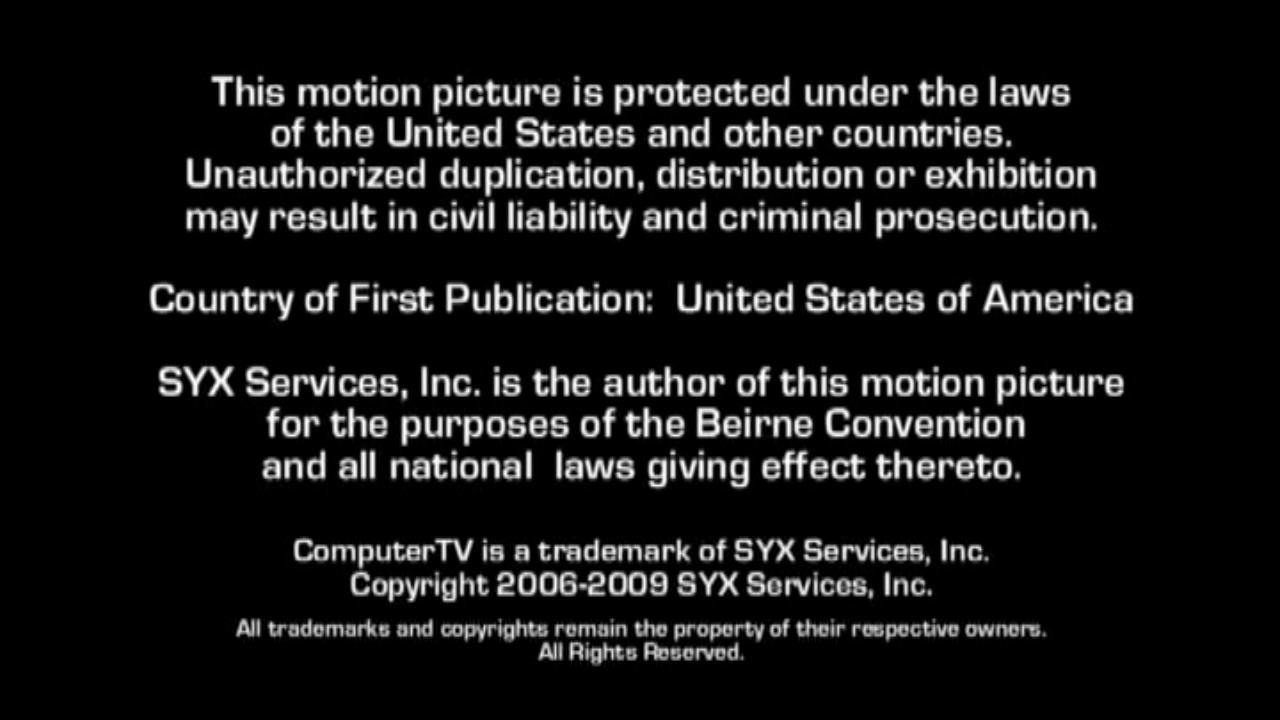 This motion picture is protected under the laws
of the United States and other countries.
Unauthorized duplication, distribution or exhibition
may result in civil liability and criminal prosecution.
Country of First Publication:  United States of America
SYX Services, Inc. is the author of this motion picture
for the purposes of the Beirne Convention
and all national  laws giving effect thereto.
ComputerTV is a trademark of SYX Services, Inc.
Copyright 2006-2009 SYX Services, Inc.
All trademarks and copyrights remain the property of their respective owners.
All Rights Reserved.